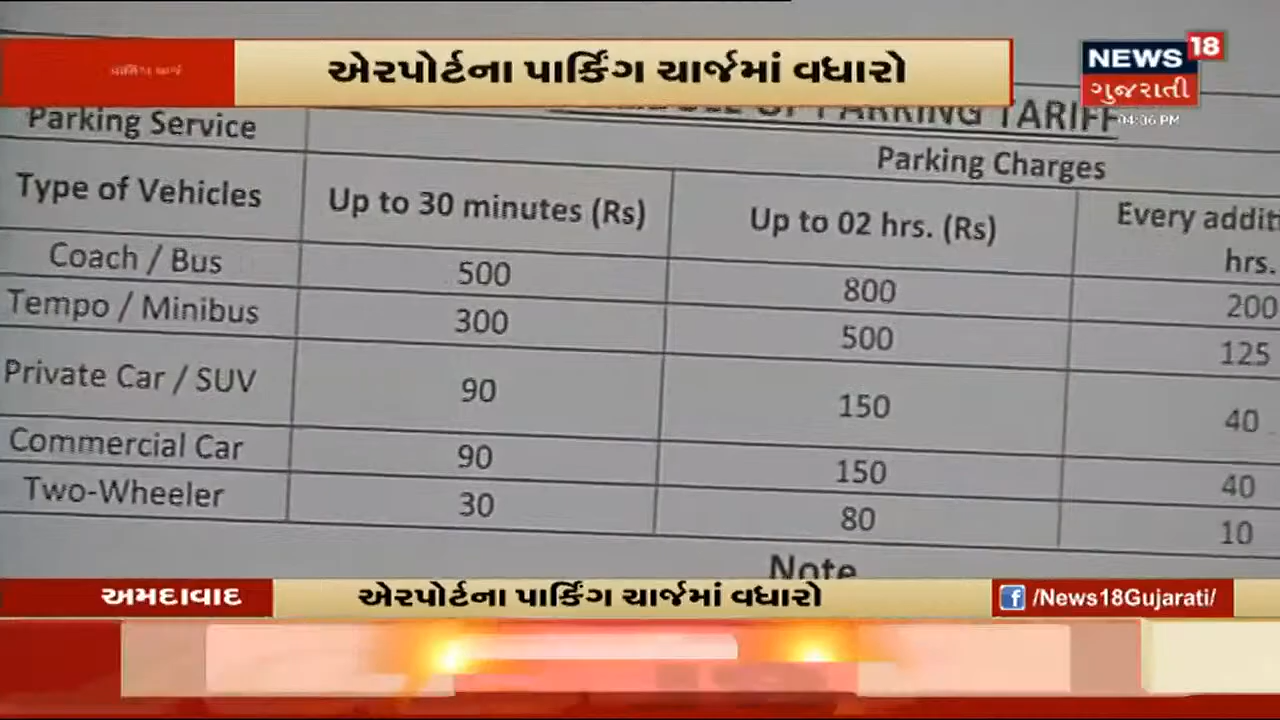 એરપોર્ટના પાર્કિંગ ચાર્જમાં વધારો
NEWS 18
ગુજરાતી
04:36 PM
OF PARKING TARIFF
Parking Service
Parking Charges
Type of Vehicles Up to 30 minutes (Rs) Up to 02 hrs. (Rs) Every additi
hrs.
Coach / Bus 500 800 200
Tempo / Minibus 300 500 125
Private Car / SUV 90 150 40
Commercial Car 90 150 40
Two-Wheeler 30 80 10
Note
અમદાવાદ એરપોર્ટના પાર્કિંગ ચાર્જમાં વધારો f /News18Gujarati/